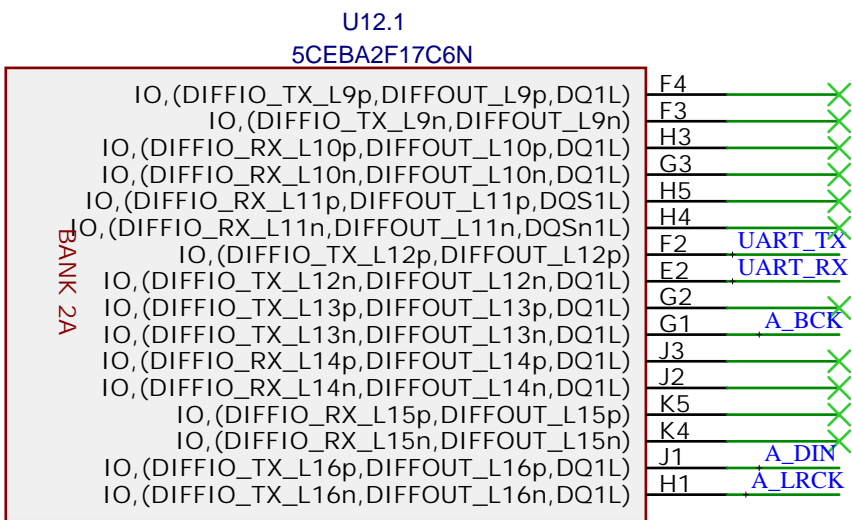 U12.1
5CEBA2F17C6N
IO,(DIFFIO_TX_L9p,DIFFOUT_L9p,DQ1L) F4
IO,(DIFFIO_TX_L9n,DIFFOUT_L9n) F3
IO,(DIFFIO_RX_L10p,DIFFOUT_L10p,DQ1L) H3
IO,(DIFFIO_RX_L10n,DIFFOUT_L10n,DQ1L) G3
IO,(DIFFIO_RX_L11p,DIFFOUT_L11p,DQS1L) H5
IO,(DIFFIO_RX_L11n,DIFFOUT_L11n,DQSn1L) H4
IO,(DIFFIO_TX_L12p,DIFFOUT_L12p) F2 UART_TX
IO,(DIFFIO_TX_L12n,DIFFOUT_L12n,DQ1L) E2 UART_RX
IO,(DIFFIO_TX_L13p,DIFFOUT_L13p,DQ1L) G2
IO,(DIFFIO_TX_L13n,DIFFOUT_L13n,DQ1L) G1 A_BCK
IO,(DIFFIO_RX_L14p,DIFFOUT_L14p,DQ1L) J3
IO,(DIFFIO_RX_L14n,DIFFOUT_L14n,DQ1L) J2
IO,(DIFFIO_RX_L15p,DIFFOUT_L15p) K5
IO,(DIFFIO_RX_L15n,DIFFOUT_L15n) K4
IO,(DIFFIO_TX_L16p,DIFFOUT_L16p,DQ1L) J1 A_DIN
IO,(DIFFIO_TX_L16n,DIFFOUT_L16n,DQ1L) H1 A_LRCK
BANK 2A